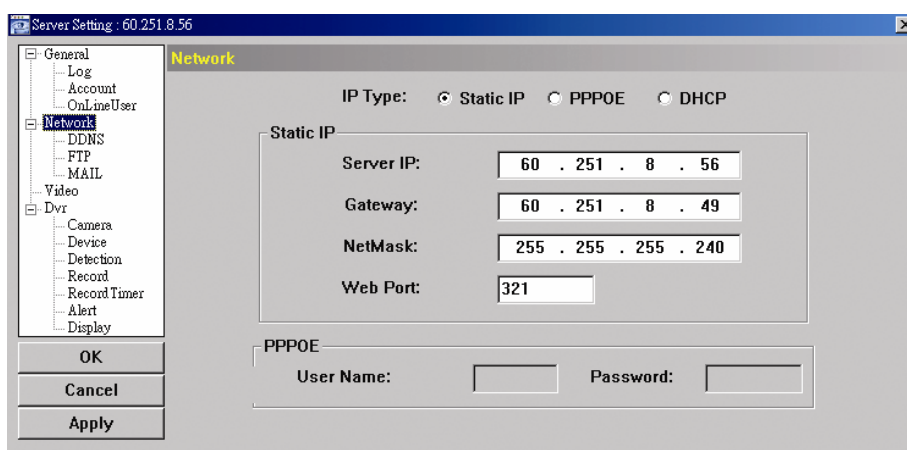 Server Setting : 60.251.8.56
General
Log
Account
OnLineUser
Network
DDNS
FTP
MAIL
Video
Dvr
Camera
Device
Detection
Record
Record Timer
Alert
Display
OK
Cancel
Apply
Network
IP Type: Static IP PPPOE DHCP
Static IP
Server IP: 60 . 251 . 8 . 56
Gateway: 60 . 251 . 8 . 49
NetMask: 255 . 255 . 255 . 240
Web Port: 321
PPPOE
User Name: Password: